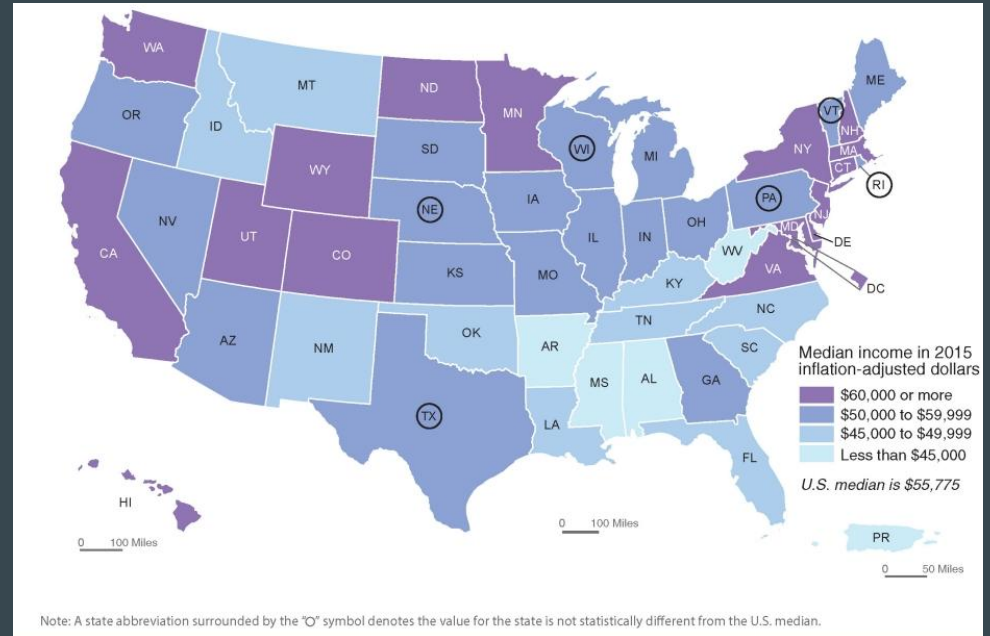 WA
MT
ND
MN
OR
ID
SD
WI
MI
ME
VT
NH
NY
MA
CT
RI
WY
NE
IA
PA
NJ
NV
UT
CO
IL
IN
OH
MD
DE
CA
KS
MO
WV
VA
DC
KY
NC
AZ
NM
OK
TN
AR
SC
MS
AL
GA
TX
LA
FL
HI
PR
Median income in 2015
inflation-adjusted dollars
$60,000 or more
$50,000 to $59,999
$45,000 to $49,999
Less than $45,000
U.S. median is $55,775
0 100 Miles
0 100 Miles
0 50 Miles
Note: A state abbreviation surrounded by the "O" symbol denotes the value for the state is not statistically different from the U.S. median.